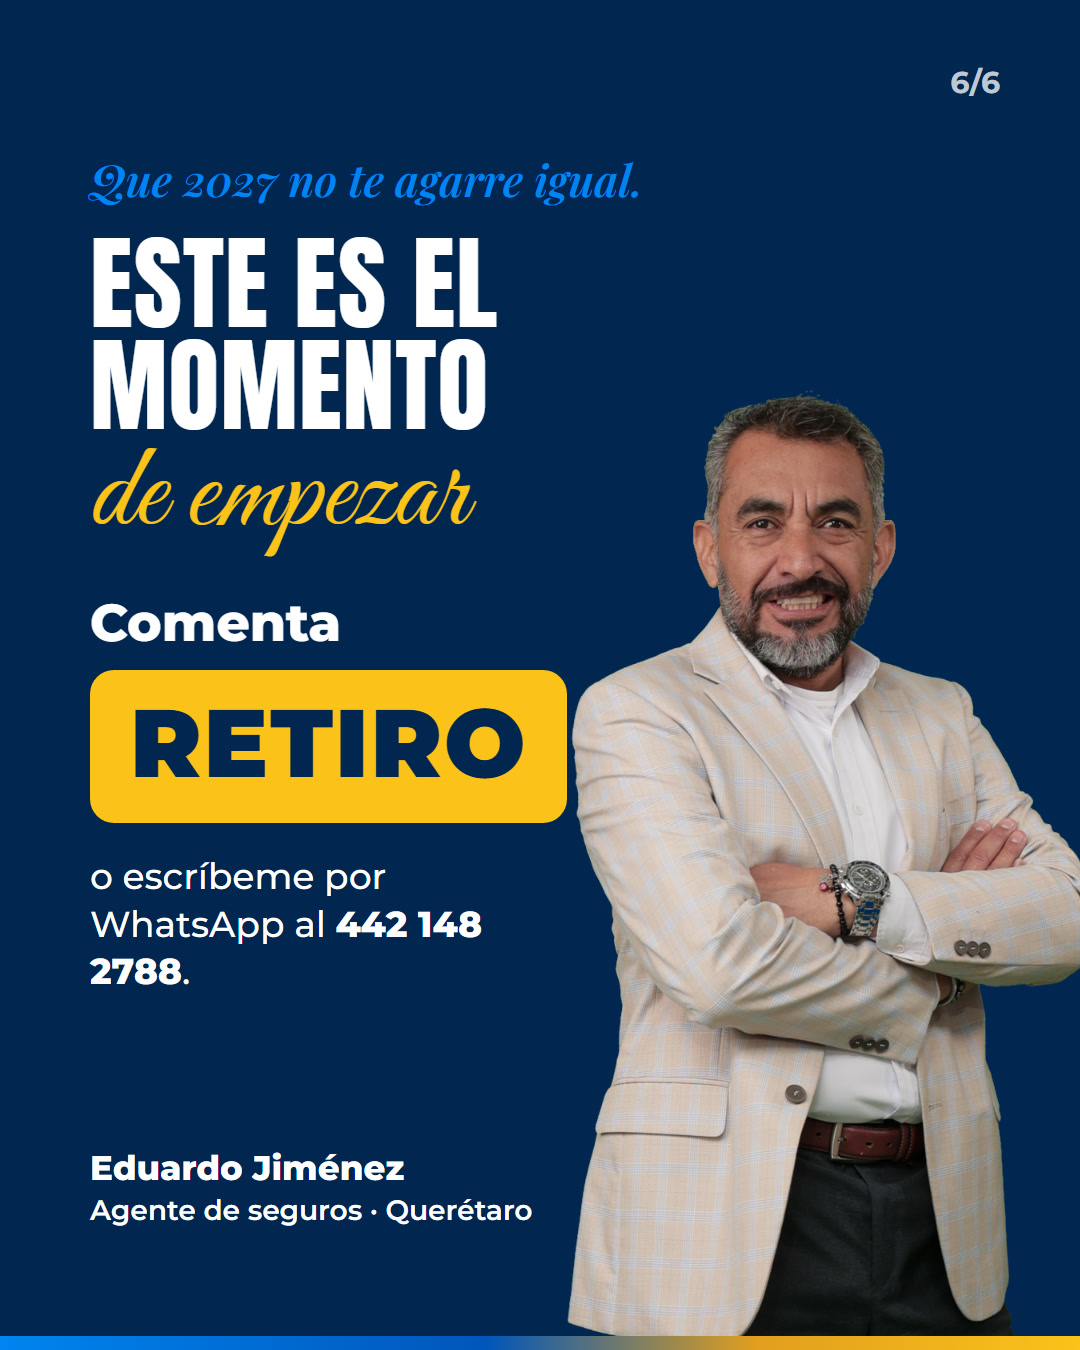 6/6
Que 2027 no te agarre igual.
ESTE ES EL
MOMENTO
de empezar
Comenta
RETIRO
o escríbeme por
WhatsApp al 442 148
2788.
Eduardo Jiménez
Agente de seguros · Querétaro